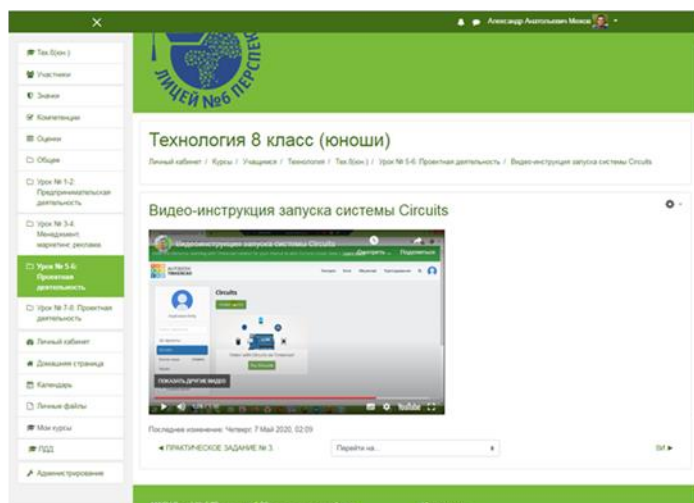 Александр Анатольевич
Тех 8(юн.)
Участники
Значки
Компетенции
Оценки
Общее
Урок № 1-2:
Предпринимательская
деятельность
Урок № 3-4:
Менеджмент,
маркетинг, реклама.
Урок № 5-6:
Проектная
деятельность
Урок № 7-8: Проектная
деятельность
Личный кабинет
Домашняя страница
Календарь
Личные файлы
Мои курсы
ПДД
Администрирование
ЛИЦЕЙ №6 ПЕРСПЕК
Технология 8 класс (юноши)
Личный кабинет / Курсы / Учащимся / Технология / Тех 8(юн.) / Урок № 5-6: Проектная деятельность / Видео-инструкция запуска системы Circuits
Видео-инструкция запуска системы Circuits
Видеоинструкция запуска системы Circuits
Смотреть...
Поделиться
AUTODESK
TINKERCAD
Circuits
ПОКАЗАТЬ ДРУГИЕ ВИДЕО
YouTube
Последнее изменение: Четверг, 7 Май 2020, 02:09
◄ ПРАКТИЧЕСКОЕ ЗАДАНИЕ № 3.
Перейти на...